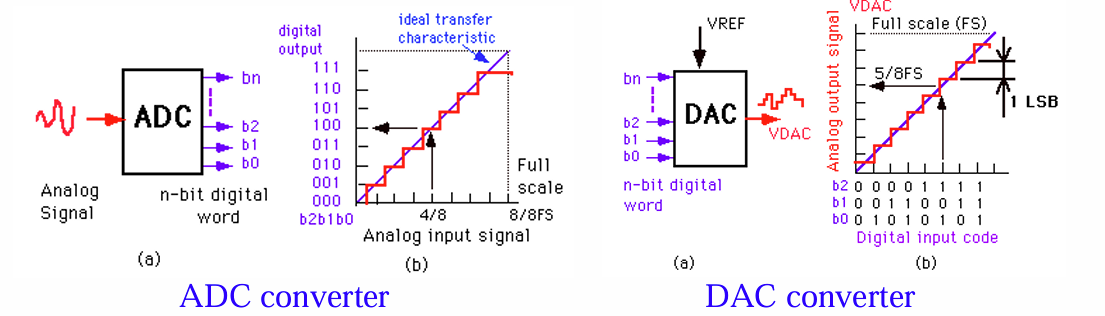 ADC
bn
b2
b1
b0
Analog
Signal
n-bit digital
word
(a)
digital
output
ideal transfer
characteristic
111
110
101
100
011
010
001
000
b2b1b0
4/8
8/8FS
Full
scale
Analog input signal
(b)
ADC converter
VREF
bn
b2
b1
b0
DAC
VDAC
n-bit digital
word
(a)
VDAC
Analog output signal
Full scale (FS)
5/8FS
1 LSB
b2 0 0 0 0 1 1 1 1
b1 0 0 1 1 0 0 1 1
b0 0 1 0 1 0 1 0 1
Digital input code
(b)
DAC converter